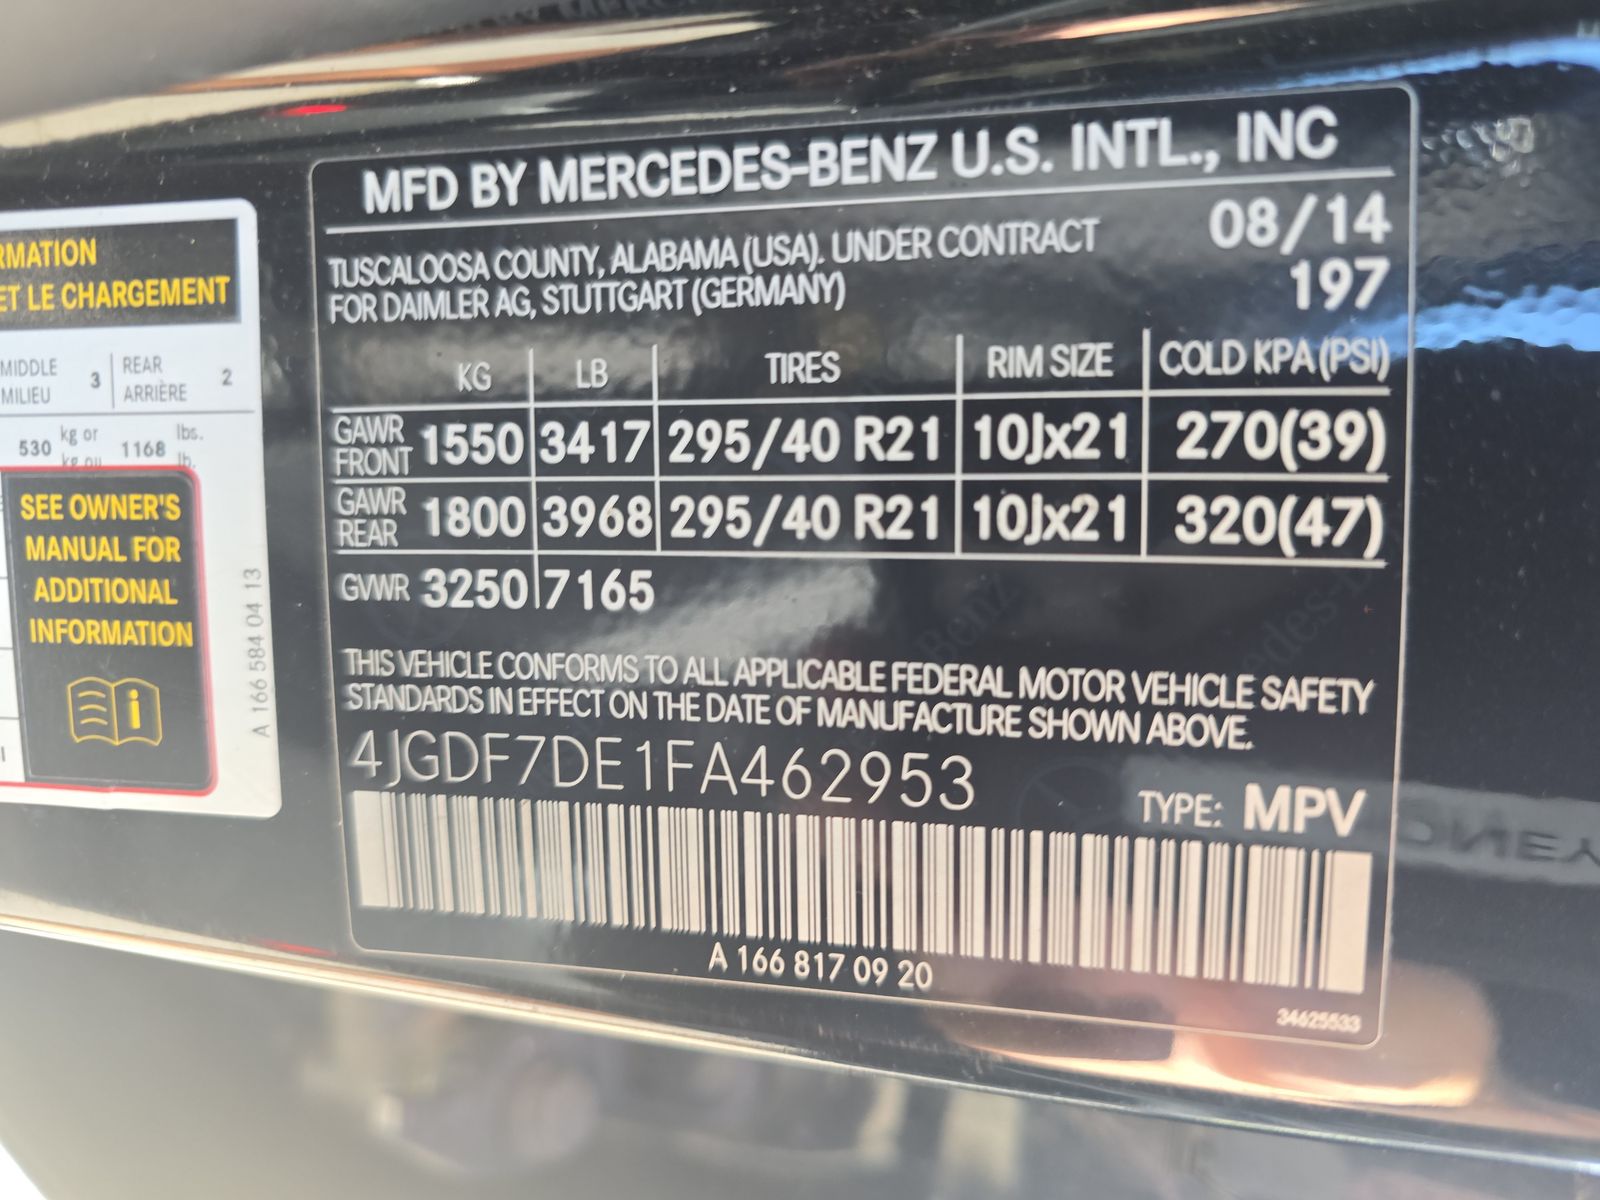 RMATION
ET LE CHARGEMENT
MIDDLE
MILIEU
3
REAR
ARRIÈRE
2
530 kg or 1168 lbs.
kg ou lb.
SEE OWNER'S
MANUAL FOR
ADDITIONAL
INFORMATION
i
A 166 584 04 13
MFD BY MERCEDES-BENZ U.S. INTL., INC
TUSCALOOSA COUNTY, ALABAMA (USA). UNDER CONTRACT
FOR DAIMLER AG, STUTTGART (GERMANY)
08/14
197
KG LB TIRES RIM SIZE COLD KPA (PSI)
GAWR FRONT 1550 3417 295/40 R21 10Jx21 270(39)
GAWR REAR 1800 3968 295/40 R21 10Jx21 320(47)
GVWR 3250 7165
THIS VEHICLE CONFORMS TO ALL APPLICABLE FEDERAL MOTOR VEHICLE SAFETY
STANDARDS IN EFFECT ON THE DATE OF MANUFACTURE SHOWN ABOVE.
4JGDF7DE1FA462953
TYPE: MPV
A 166 817 09 20
34625533